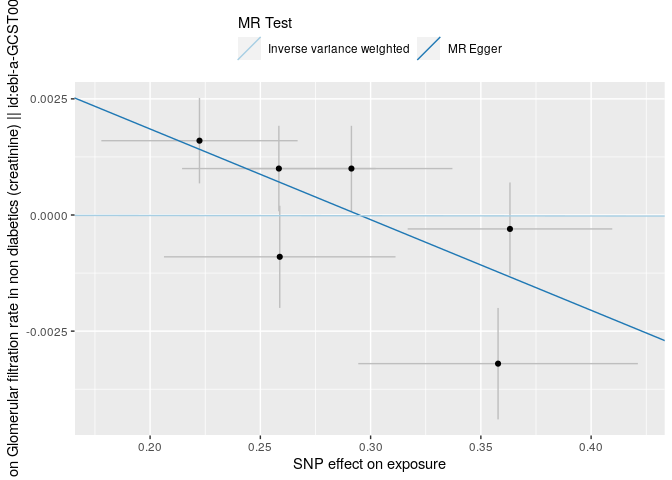 MR Test
Inverse variance weighted
MR Egger
on Glomerular filtration rate in non diabetics (creatinine) || id:ebi-a-GCST00
0.0025
0.0000
-0.0025
0.20
0.25
0.30
0.35
0.40
SNP effect on exposure